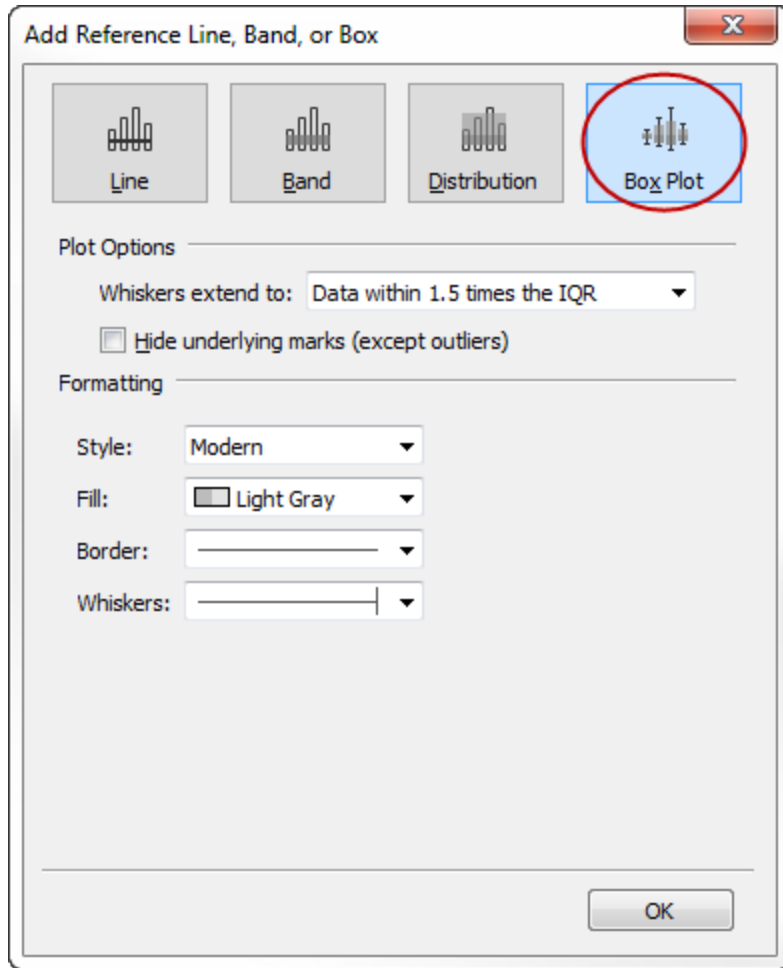 Add Reference Line, Band, or Box
Line
Band
Distribution
Box Plot
Plot Options
Whiskers extend to: Data within 1.5 times the IQR
Hide underlying marks (except outliers)
Formatting
Style: Modern
Fill: Light Gray
Border:
Whiskers:
OK